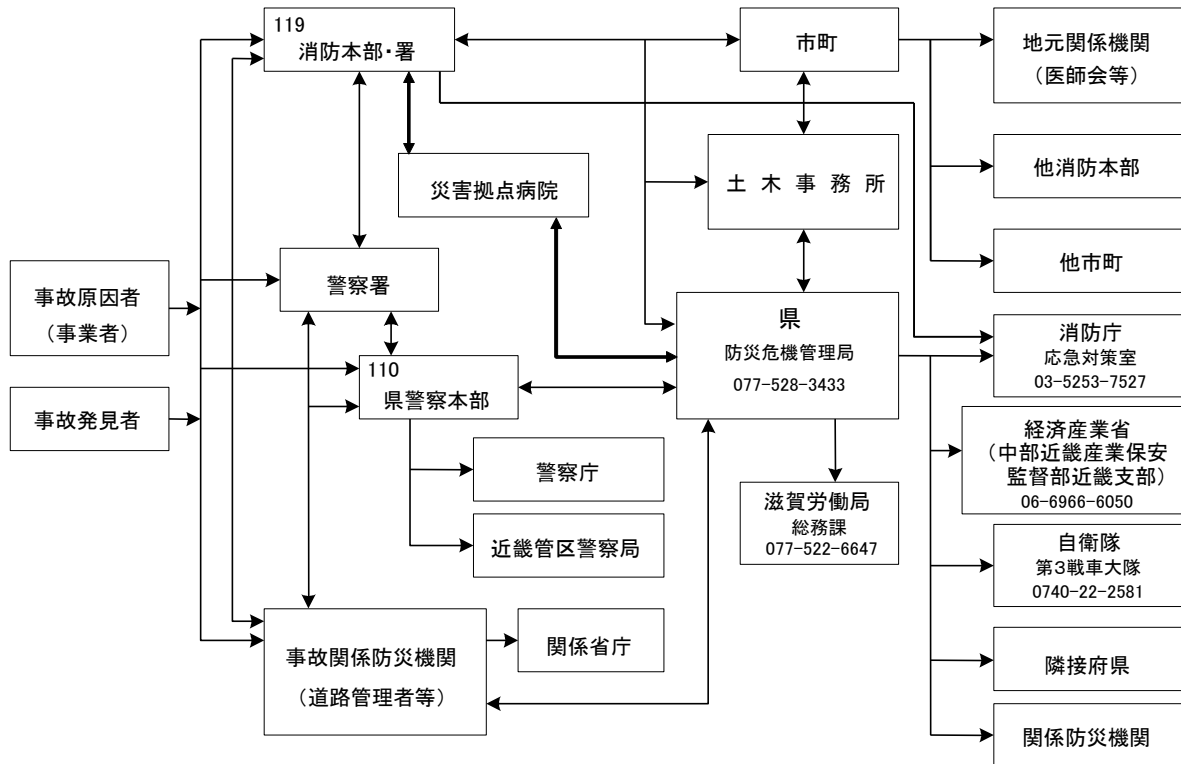 119
消防本部・署
市町
地元関係機関
（医師会等）
災害拠点病院
土木事務所
他消防本部
他市町
事故原因者
（事業者）
警察署
県
防災危機管理局
077-528-3433
消防庁
応急対策室
03-5253-7527
事故発見者
110
県警察本部
経済産業省
（中部近畿産業保安
監督部近畿支部）
06-6966-6050
警察庁
近畿管区警察局
滋賀労働局
総務課
077-522-6647
自衛隊
第3戦車大隊
0740-22-2581
事故関係防災機関
（道路管理者等）
関係省庁
隣接府県
関係防災機関